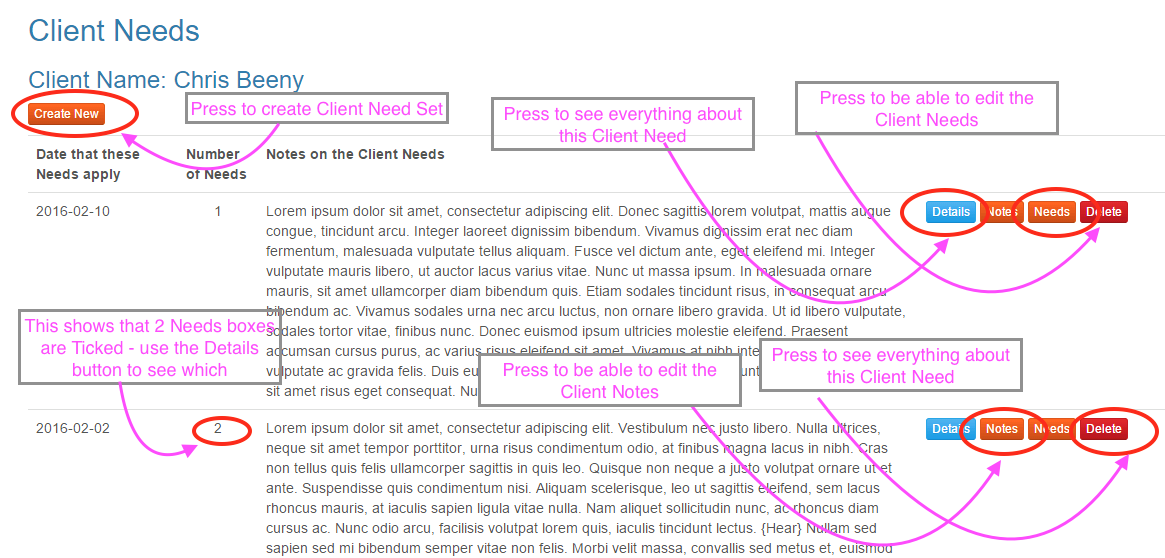 Client Needs
Client Name: Chris Beeny
Create New
Press to create Client Need Set
Press to see everything about
this Client Need
Press to be able to edit the
Client Needs
Date that these
Needs apply
Number
of Needs
Notes on the Client Needs
2016-02-10
1
Lorem ipsum dolor sit amet, consectetur adipiscing elit. Donec sagittis lorem volutpat, mattis augue
congue, tincidunt arcu. Integer laoreet dignissim bibendum. Vivamus dignissim erat nec diam
fermentum, malesuada vulputate tellus aliquam. Fusce vel dictum ante, eget eleifend mi. Integer
vulputate mauris libero, ut auctor lacus varius vitae. Nunc ut massa ipsum. In malesuada ornare
mauris, sit amet ullamcorper diam bibendum quis. Etiam sodales tincidunt risus, in consequat arcu
bibendum ac. Vivamus sodales urna nec arcu luctus, non ornare libero gravida. Ut id libero vulputate,
sodales tortor vitae, finibus nunc. Donec euismod ipsum ultricies molestie eleifend. Praesent
accumsan cursus purus, ac varius risus eleifend sit amet. Vivamus at nibh
vulputate ac gravida felis. Duis
sit amet risus eget consequat.
Details
Notes
Needs
Delete
This shows that 2 Needs boxes
are Ticked - use the Details
button to see which
Press to be able to edit the
Client Notes
Press to see everything about
this Client Need
2016-02-02
2
Lorem ipsum dolor sit amet, consectetur adipiscing elit. Vestibulum nec justo libero. Nulla ultrices,
neque sit amet tempor porttitor, urna risus condimentum odio, at finibus magna lacus in nibh. Cras
non tellus quis felis ullamcorper sagittis in quis leo. Quisque non neque a justo volutpat ornare ut et
ante. Suspendisse quis condimentum nisi. Aliquam scelerisque, leo ut sagittis eleifend, sem lacus
rhoncus mauris, at iaculis sapien ligula vitae nulla. Nam aliquet sollicitudin nunc, ac rhoncus diam
cursus ac. Nunc odio arcu, facilisis volutpat lorem quis, iaculis tincidunt lectus. {Hear} Nullam sed
sapien sed mi bibendum semper vitae non felis. Morbi velit massa, convallis sed metus et, euismod
Details
Notes
Needs
Delete